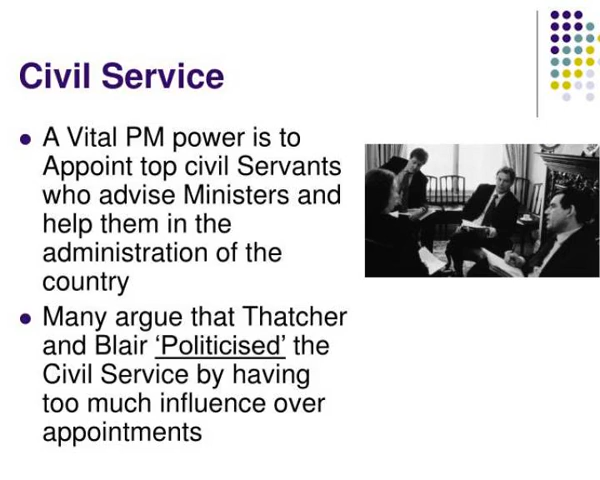 Civil Service
A Vital PM power is to
Appoint top civil Servants
who advise Ministers and
help them in the
administration of the
country
Many argue that Thatcher
and Blair ‘Politicised’ the
Civil Service by having
too much influence over
appointments